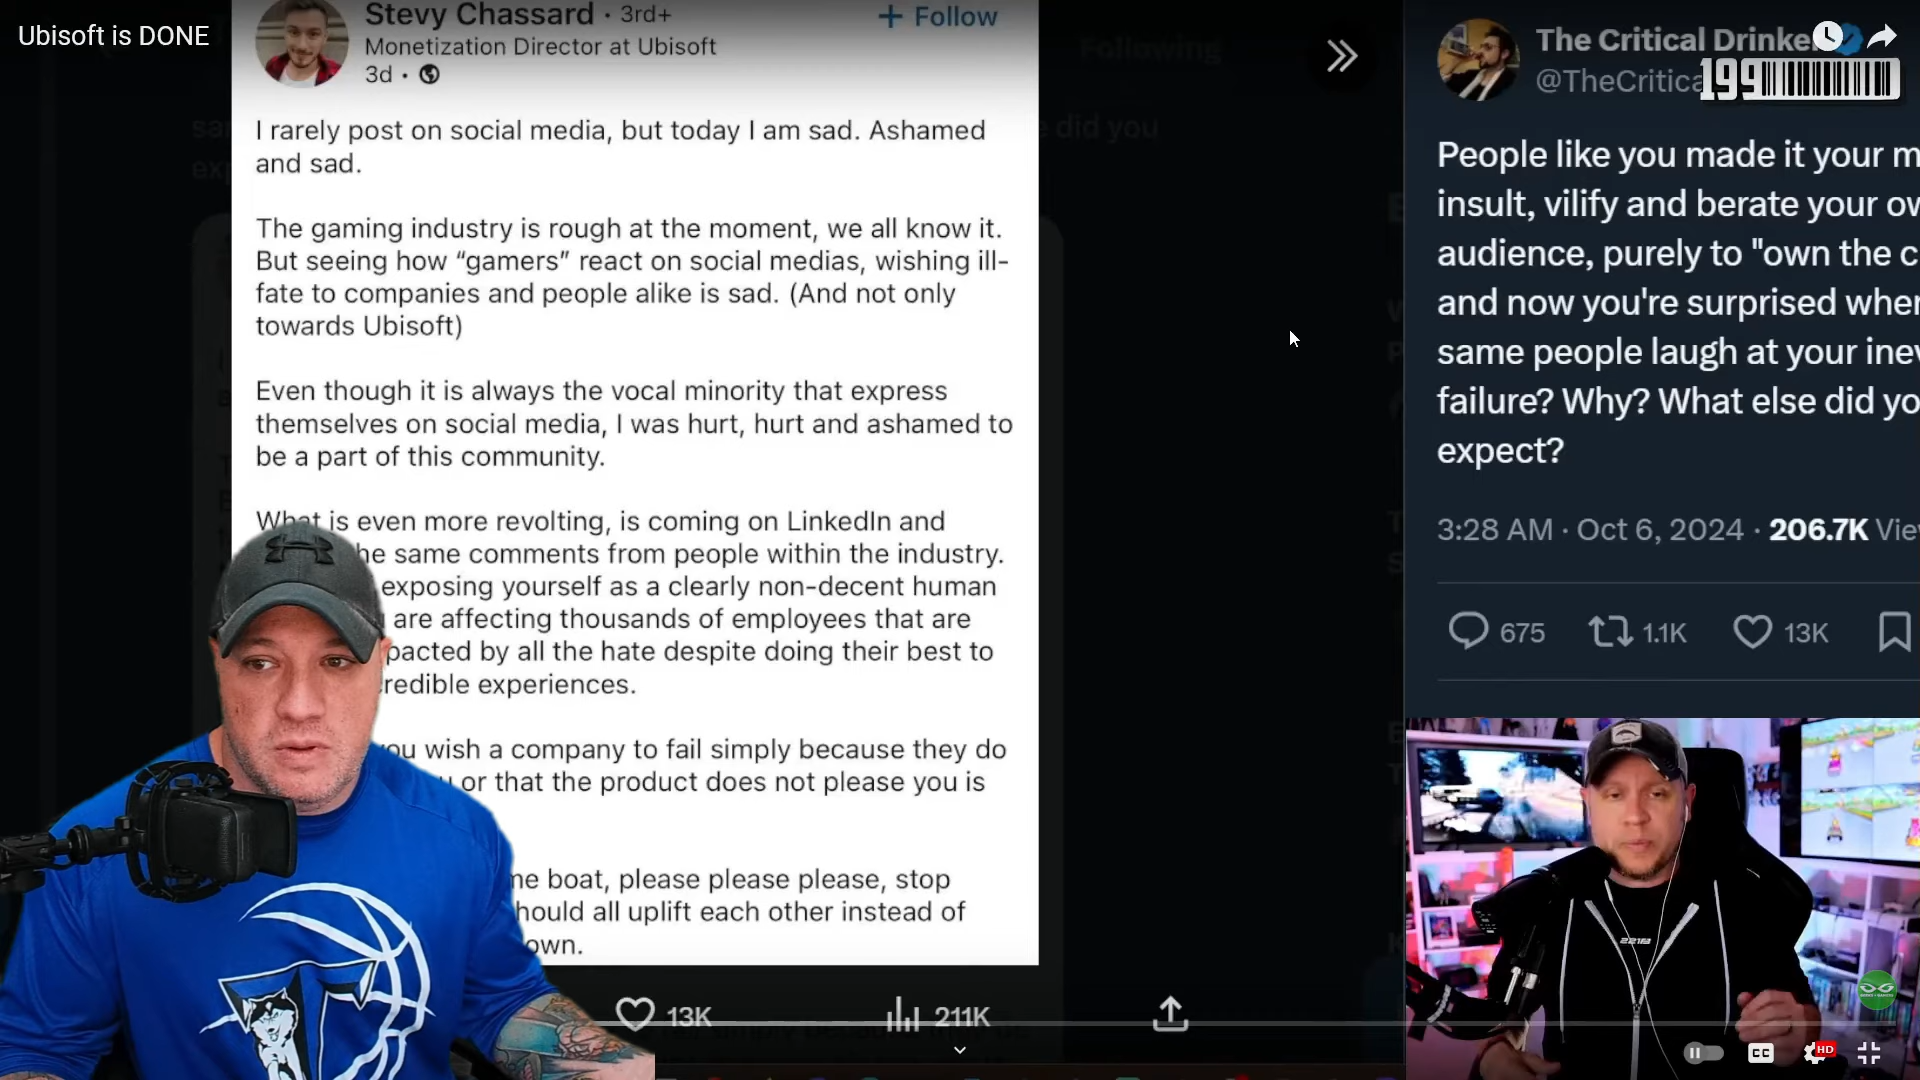 Ubisoft is DONE
Stevy Chassard · 3rd+
+ Follow
Monetization Director at Ubisoft
3d ·
I rarely post on social media, but today I am sad. Ashamed
and sad.
The gaming industry is rough at the moment, we all know it.
But seeing how “gamers” react on social medias, wishing ill-
fate to companies and people alike is sad. (And not only
towards Ubisoft)
Even though it is always the vocal minority that express
themselves on social media, I was hurt, hurt and ashamed to
be a part of this community.
What is even more revolting, is coming on LinkedIn and
he same comments from people within the industry.
exposing yourself as a clearly non-decent human
are affecting thousands of employees that are
pacted by all the hate despite doing their best to
credible experiences.
ou wish a company to fail simply because they do
or that the product does not please you is
me boat, please please please, stop
hould all uplift each other instead of
own.
13K
211K
Following
did you
The Critical Drinke
@TheCritica
199
People like you made it your m
insult, vilify and berate your ov
audience, purely to "own the c
and now you're surprised wher
same people laugh at your inev
failure? Why? What else did yo
expect?
3:28 AM · Oct 6, 2024 · 206.7K Vie
675
1.1K
13K
CC
HD